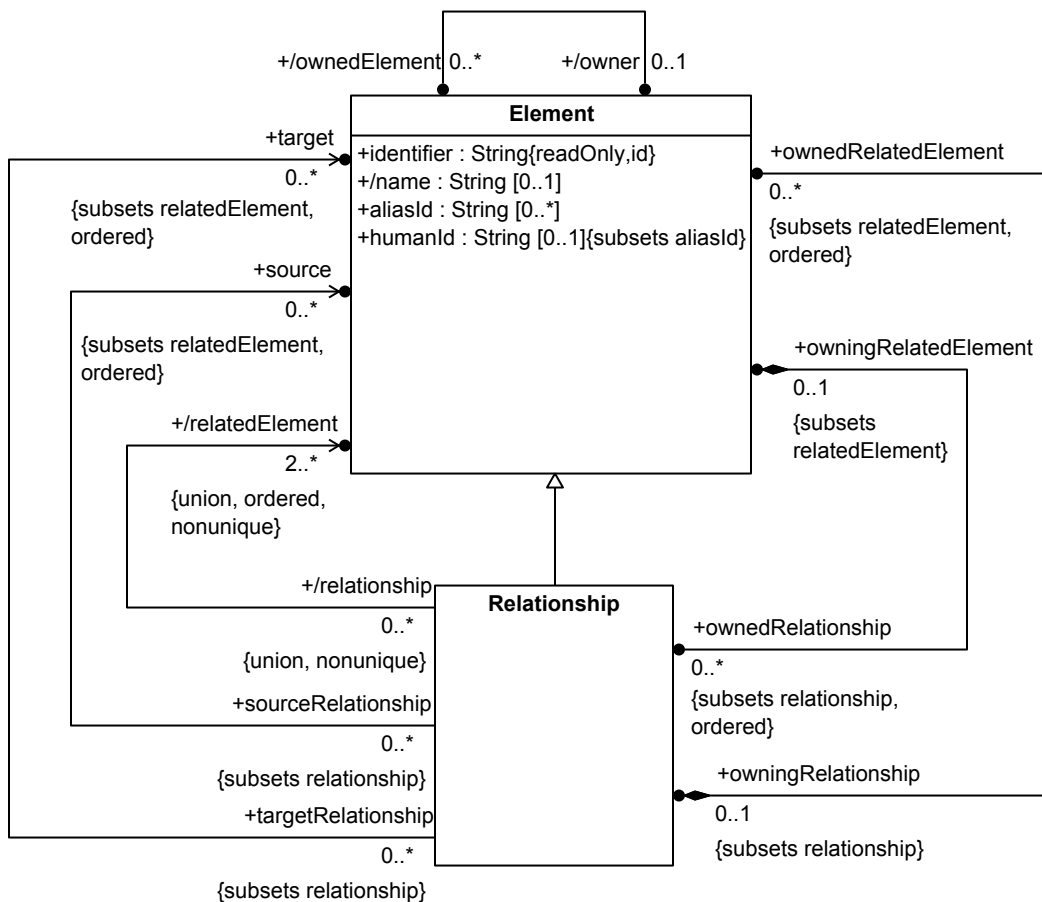 +/ownedElement 0..* +/owner 0..1
Element
+identifier : String{readOnly,id}
+/name : String [0..1]
+aliasId : String [0..*]
+humanId : String [0..1]{subsets aliasId}
+target
0..*
{subsets relatedElement,
ordered}
+source
0..*
{subsets relatedElement,
ordered}
+/relatedElement
2..*
{union, ordered,
nonunique}
+ownedRelatedElement
0..*
{subsets relatedElement,
ordered}
+owningRelatedElement
0..1
{subsets
relatedElement}
Relationship
+/relationship
0..*
{union, nonunique}
+sourceRelationship
0..*
{subsets relationship}
+targetRelationship
0..*
{subsets relationship}
+ownedRelationship
0..*
{subsets relationship,
ordered}
+owningRelationship
0..1
{subsets relationship}